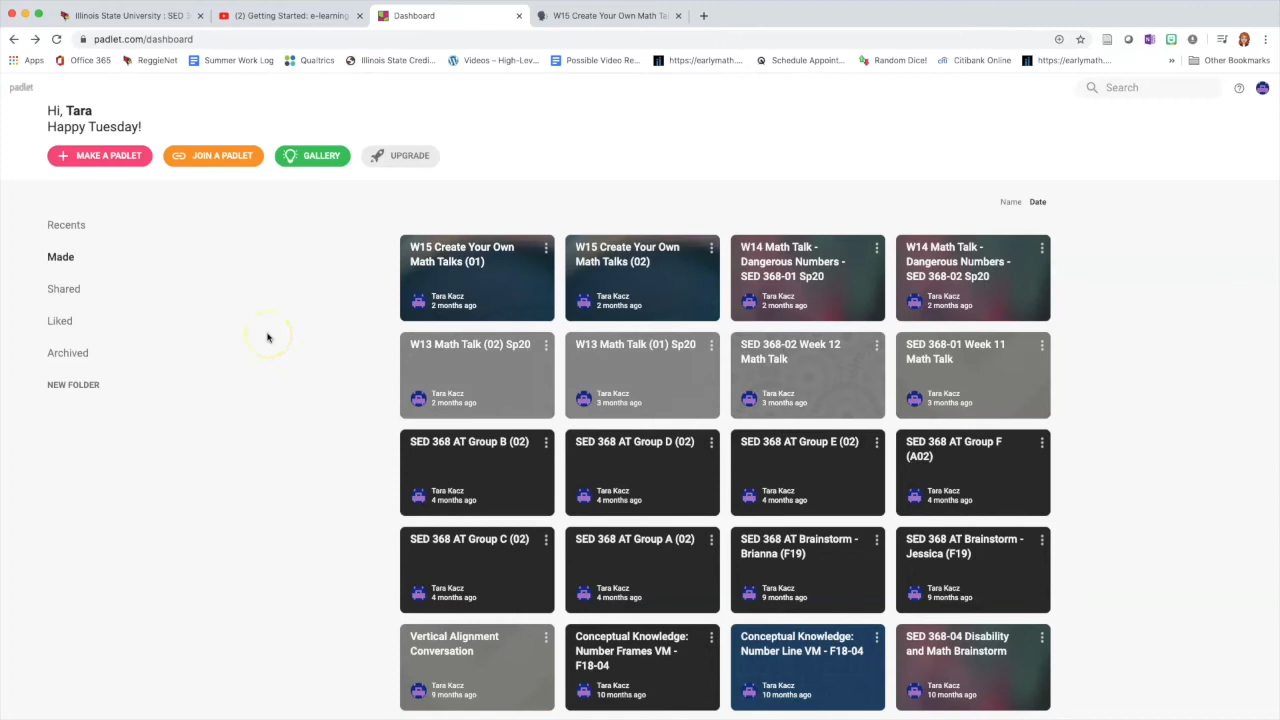 Illinois State University : SED 3
(2) Getting Started: e-learning
Dashboard
W15 Create Your Own Math Ta
padlet.com/dashboard
Apps
Office 365
ReggieNet
Summer Work Log
Qualtrics
Illinois State Credi...
Videos – High-Lev...
Possible Video Re...
https://earlymath....
Schedule Appoint...
Random Dice!
Citibank Online
https://earlymath....
»
Other Bookmarks
padlet
Search
Hi, Tara
Happy Tuesday!
MAKE A PADLET
JOIN A PADLET
GALLERY
UPGRADE
Name Date
Recents
Made
Shared
Liked
Archived
NEW FOLDER
W15 Create Your Own
Math Talks (01)
Tara Kacz
2 months ago
W15 Create Your Own
Math Talks (02)
Tara Kacz
2 months ago
W14 Math Talk -
Dangerous Numbers -
SED 368-01 Sp20
Tara Kacz
2 months ago
W14 Math Talk -
Dangerous Numbers -
SED 368-02 Sp20
Tara Kacz
2 months ago
W13 Math Talk (02) Sp20
Tara Kacz
2 months ago
W13 Math Talk (01) Sp20
Tara Kacz
3 months ago
SED 368-02 Week 12
Math Talk
Tara Kacz
3 months ago
SED 368-01 Week 11
Math Talk
Tara Kacz
3 months ago
SED 368 AT Group B (02)
Tara Kacz
4 months ago
SED 368 AT Group D (02)
Tara Kacz
4 months ago
SED 368 AT Group E (02)
Tara Kacz
4 months ago
SED 368 AT Group F
(A02)
Tara Kacz
4 months ago
SED 368 AT Group C (02)
Tara Kacz
4 months ago
SED 368 AT Group A (02)
Tara Kacz
4 months ago
SED 368 AT Brainstorm -
Brianna (F19)
Tara Kacz
9 months ago
SED 368 AT Brainstorm -
Jessica (F19)
Tara Kacz
9 months ago
Vertical Alignment
Conversation
Tara Kacz
9 months ago
Conceptual Knowledge:
Number Frames VM -
F18-04
Tara Kacz
10 months ago
Conceptual Knowledge:
Number Line VM - F18-04
Tara Kacz
10 months ago
SED 368-04 Disability
and Math Brainstorm
Tara Kacz
10 months ago